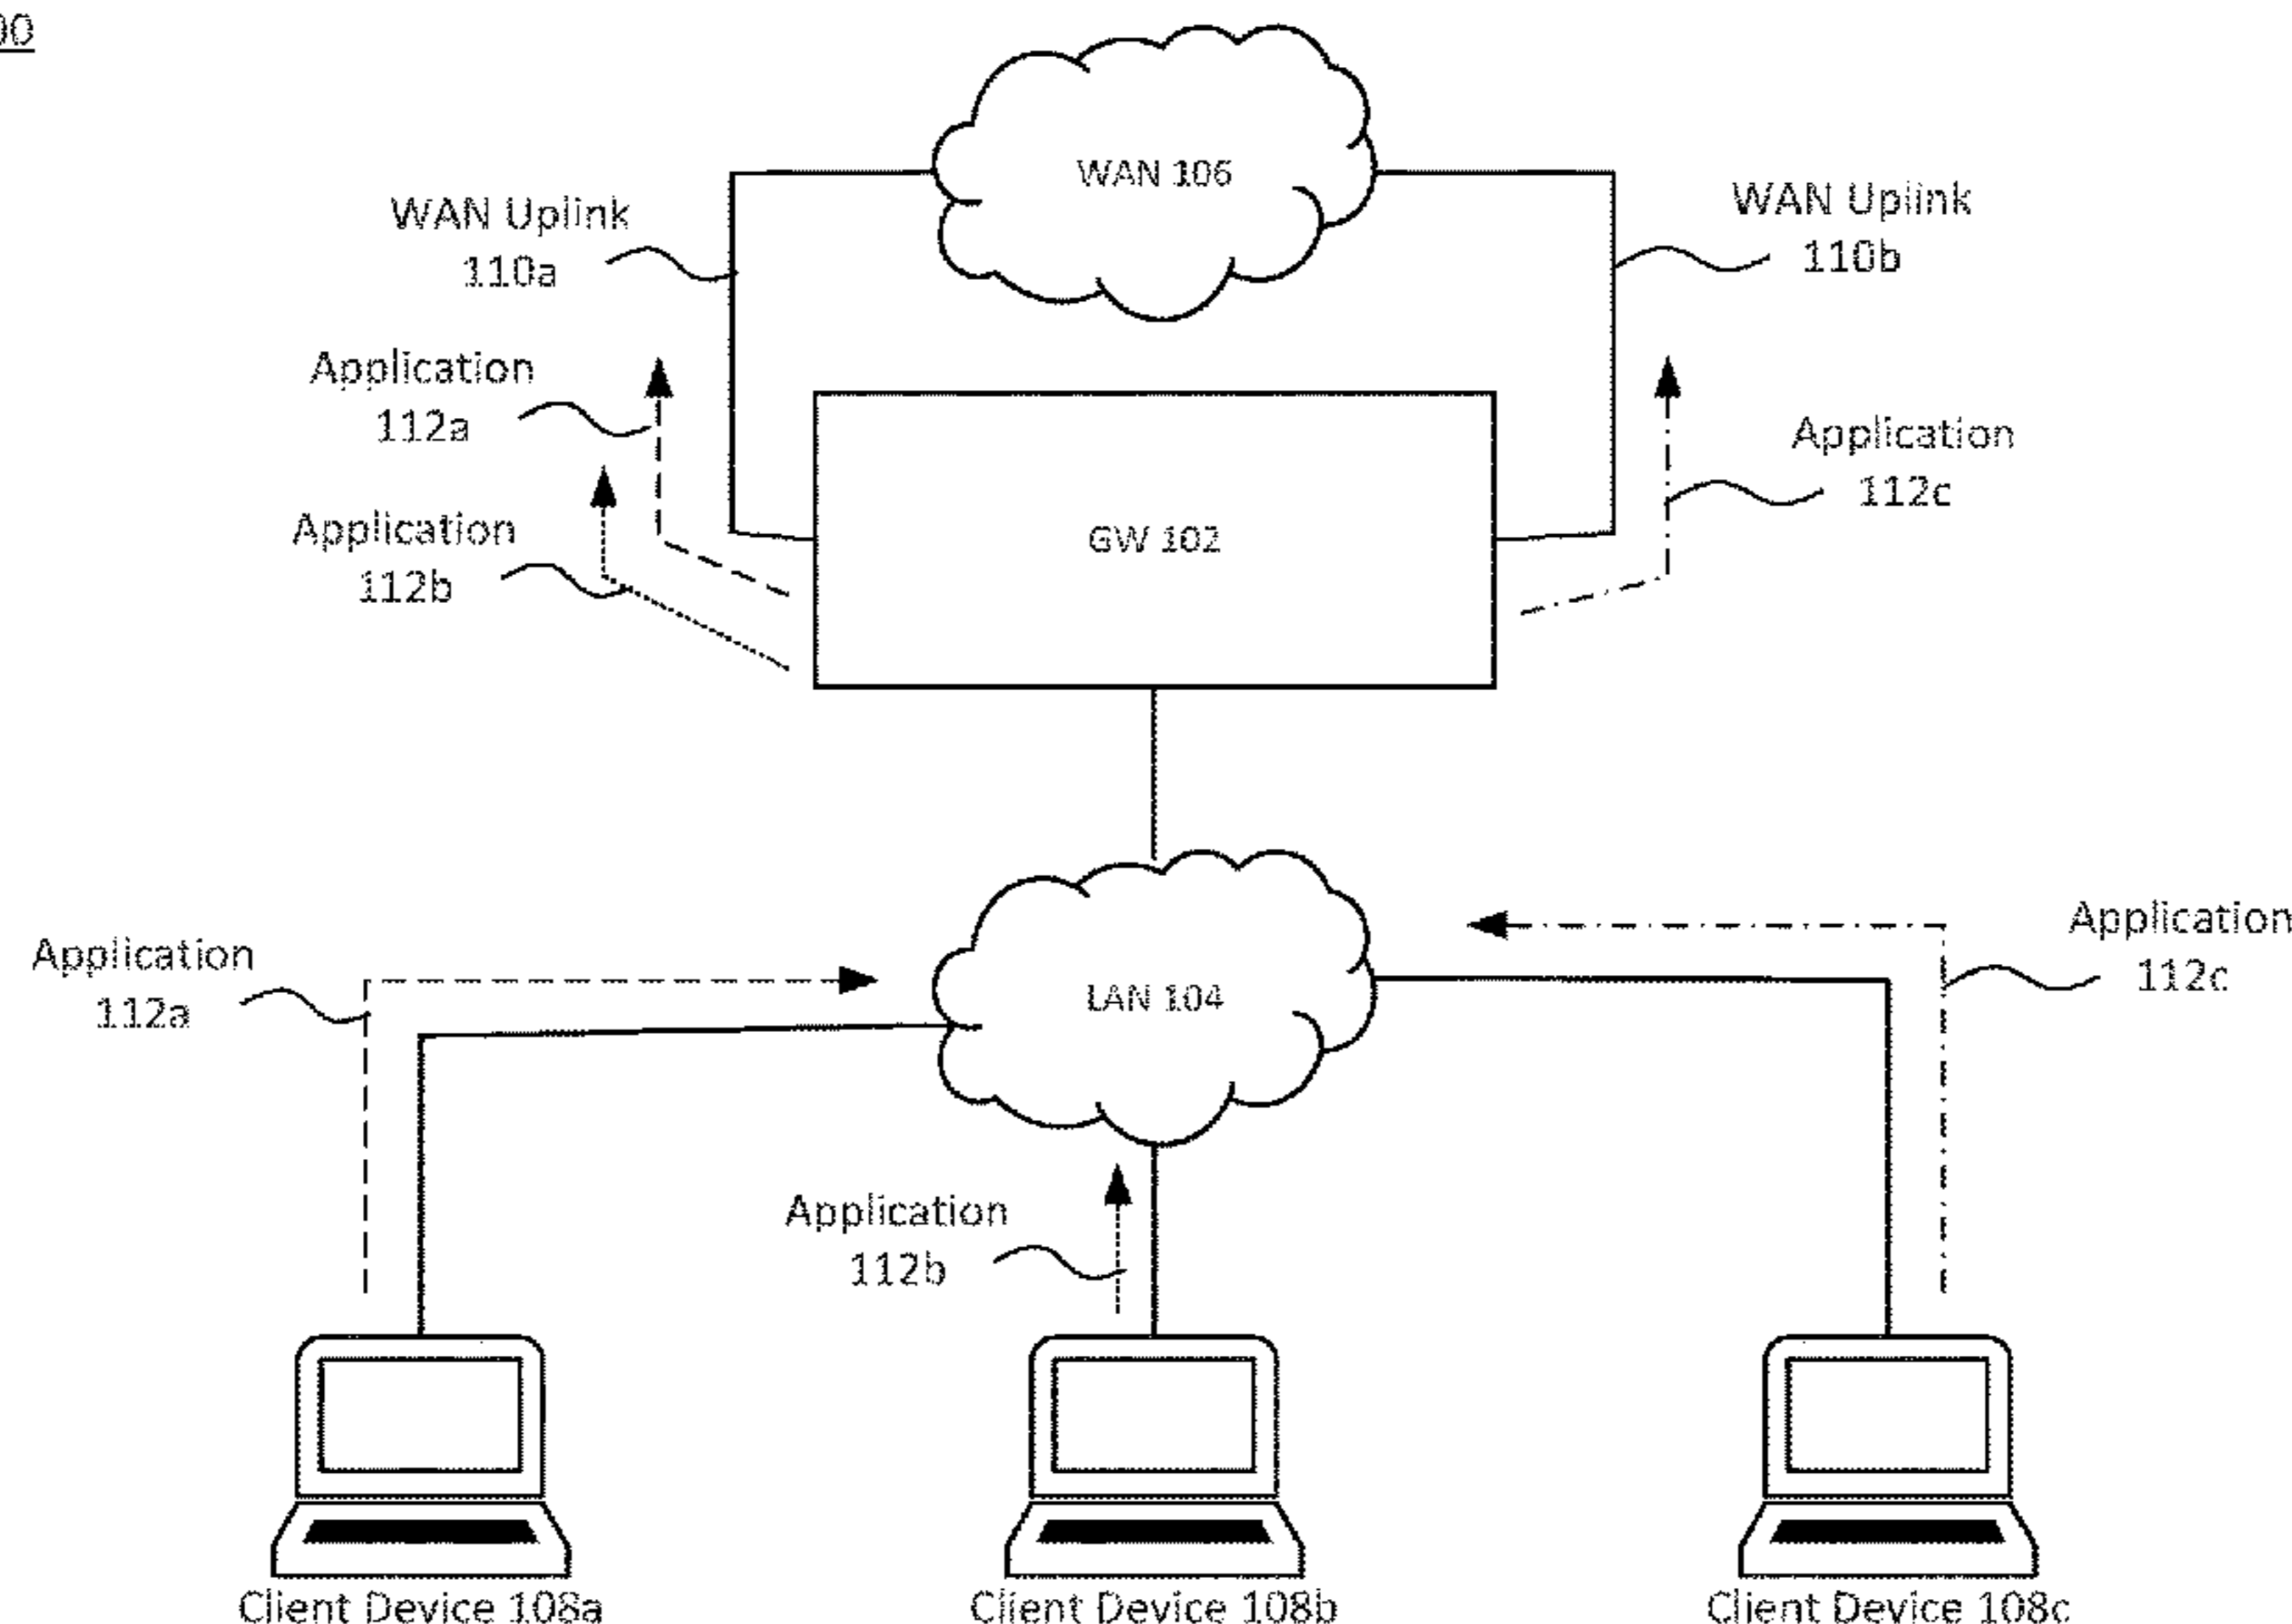 00
WAN 106
WAN Uplink
110a
WAN Uplink
110b
Application
112a
Application
112c
Application
112b
GW 102
Application
112a
LAN 104
Application
112c
Application
112b
Client Device 108a
Client Device 108b
Client Device 108c